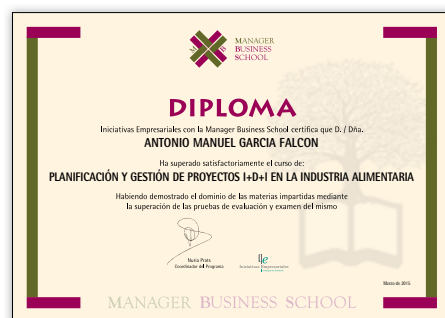 MANAGER
BUSINESS
SCHOOL
M B
S
DIPLOMA
Iniciativas Empresariales con la Manager Business School certifica que D. / Dña.
ANTONIO MANUEL GARCIA FALCON
Ha superado satisfactoriamente el curso de:
PLANIFICACIÓN Y GESTIÓN DE PROYECTOS I+D+I EN LA INDUSTRIA ALIMENTARIA
Habiendo demostrado el dominio de las materias impartidas mediante
la superación de las pruebas de evaluación y examen del mismo
Nuria Prats
Coordinador del Programa
Iniciativas Empresariales
Marzo de 2015
MANAGER BUSINESS SCHOOL